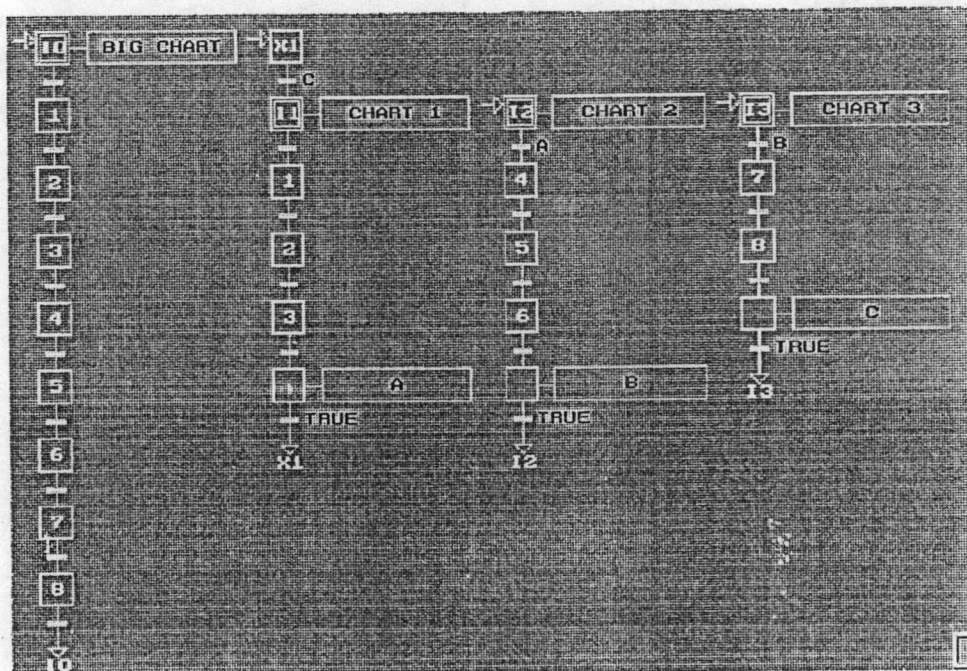 I0 BIG CHART X1
C
1 I1 CHART 1 I2 CHART 2 I3 CHART 3
A B
2 1 4 7
3 2 5 8
4 3 6 C
TRUE
5 A B I3
TRUE TRUE
6 X1 I2
7
8
I0